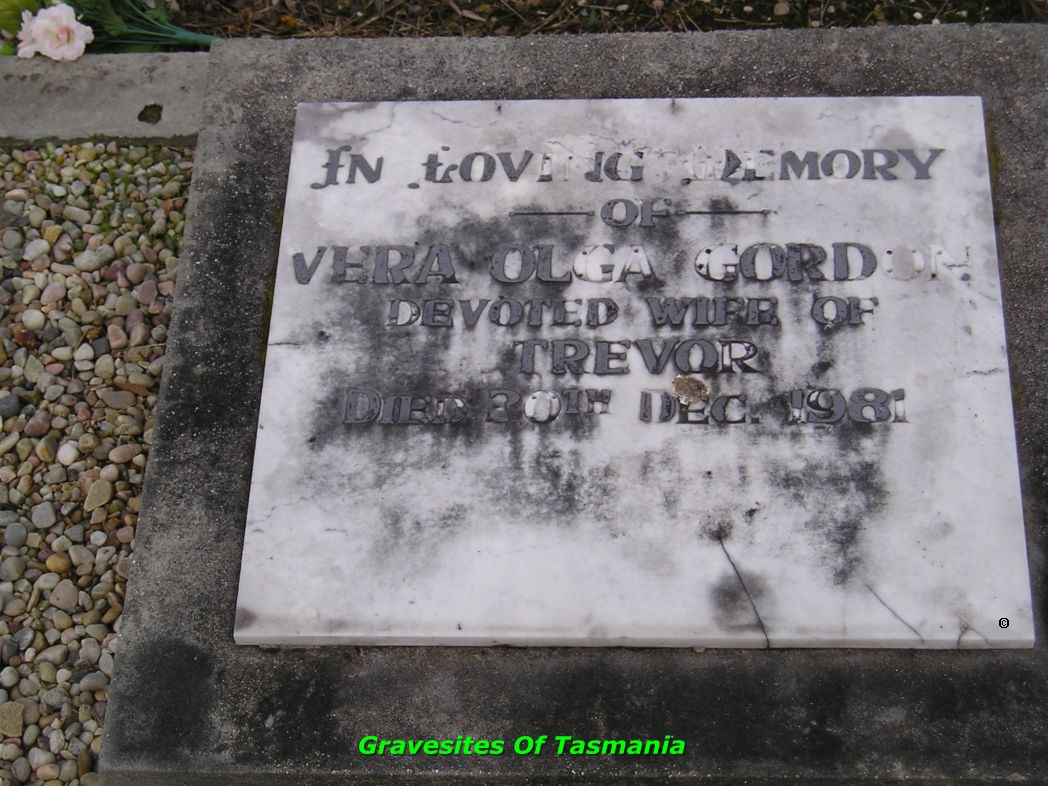 IN LOVING MEMORY
OF
VERA OLGA GORDON
DEVOTED WIFE OF
TREVOR
DIED 30TH DEC. 1981
©
Gravesites Of Tasmania